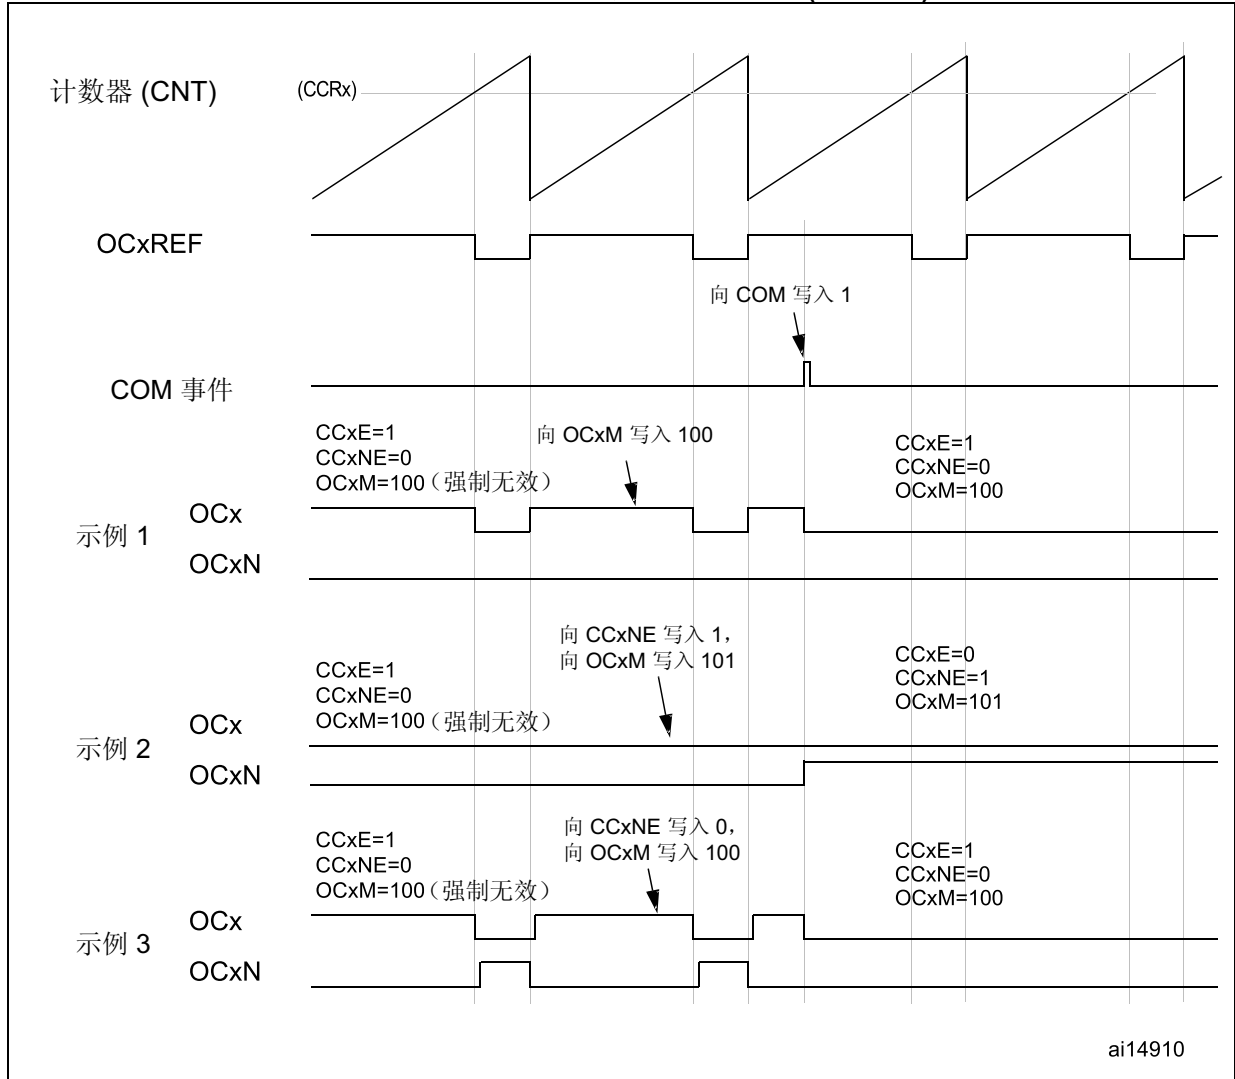 计数器 (CNT)
(CCRx)
OCxREF
向 COM 写入 1
COM 事件
CCxE=1
CCxNE=0
OCxM=100（强制无效）
向 OCxM 写入 100
CCxE=1
CCxNE=0
OCxM=100
示例 1
OCx
OCxN
向 CCxNE 写入 1，
向 OCxM 写入 101
CCxE=1
CCxNE=0
OCxM=100（强制无效）
CCxE=0
CCxNE=1
OCxM=101
示例 2
OCx
OCxN
向 CCxNE 写入 0，
向 OCxM 写入 100
CCxE=1
CCxNE=0
OCxM=100（强制无效）
CCxE=1
CCxNE=0
OCxM=100
示例 3
OCx
OCxN
ai14910